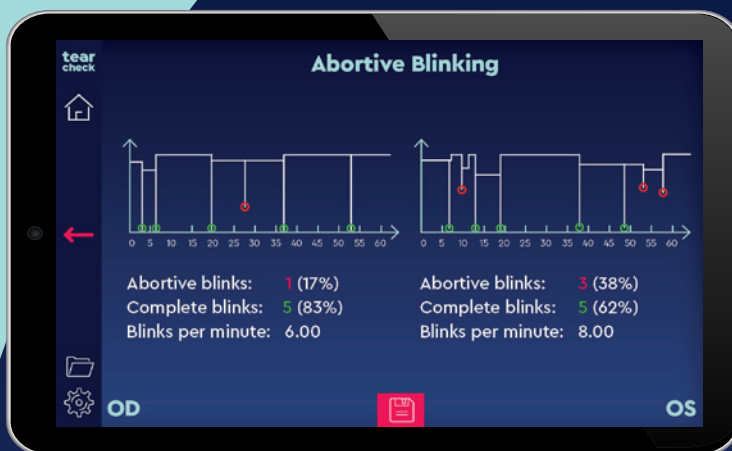 tear
check
Abortive Blinking
0 5 10 15 20 25 30 35 40 45 50 55 60
0 5 10 15 20 25 30 35 40 45 50 55 60
Abortive blinks: 1 (17%)
Complete blinks: 5 (83%)
Blinks per minute: 6.00
Abortive blinks: 3 (38%)
Complete blinks: 5 (62%)
Blinks per minute: 8.00
OD
OS